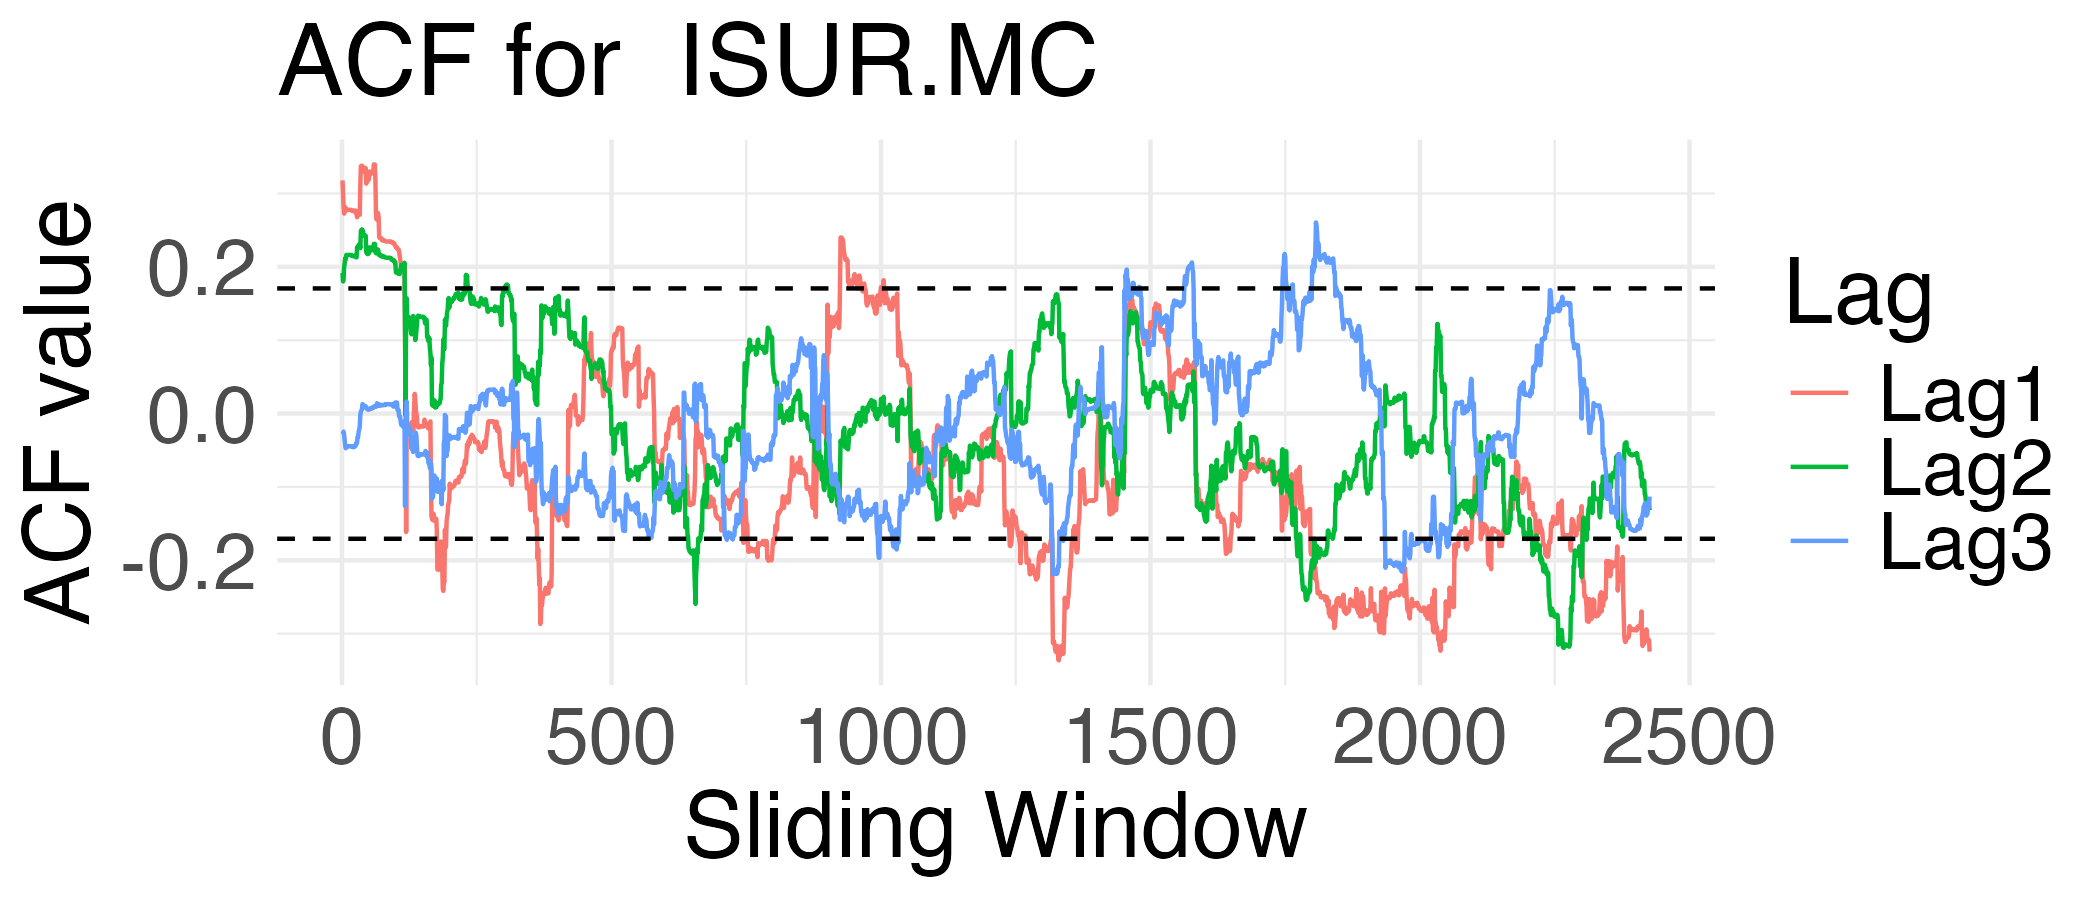 ACF for  ISUR.MC
ACF value
0.2
0.0
-0.2
0 500 1000 1500 2000 2500
Sliding Window
Lag
Lag1
Lag2
Lag3